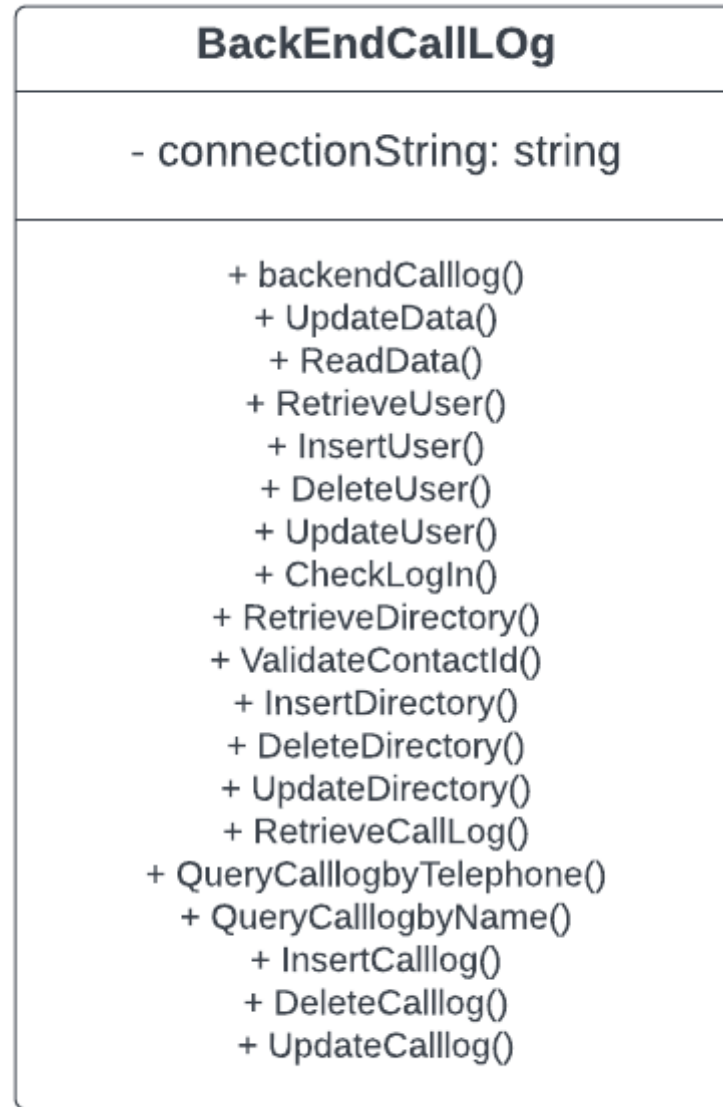 BackEndCallLOg
- connectionString: string
+ backendCalllog()
+ UpdateData()
+ ReadData()
+ RetrieveUser()
+ InsertUser()
+ DeleteUser()
+ UpdateUser()
+ CheckLogIn()
+ RetrieveDirectory()
+ ValidateContactId()
+ InsertDirectory()
+ DeleteDirectory()
+ UpdateDirectory()
+ RetrieveCallLog()
+ QueryCalllogbyTelephone()
+ QueryCalllogbyName()
+ InsertCalllog()
+ DeleteCalllog()
+ UpdateCalllog()